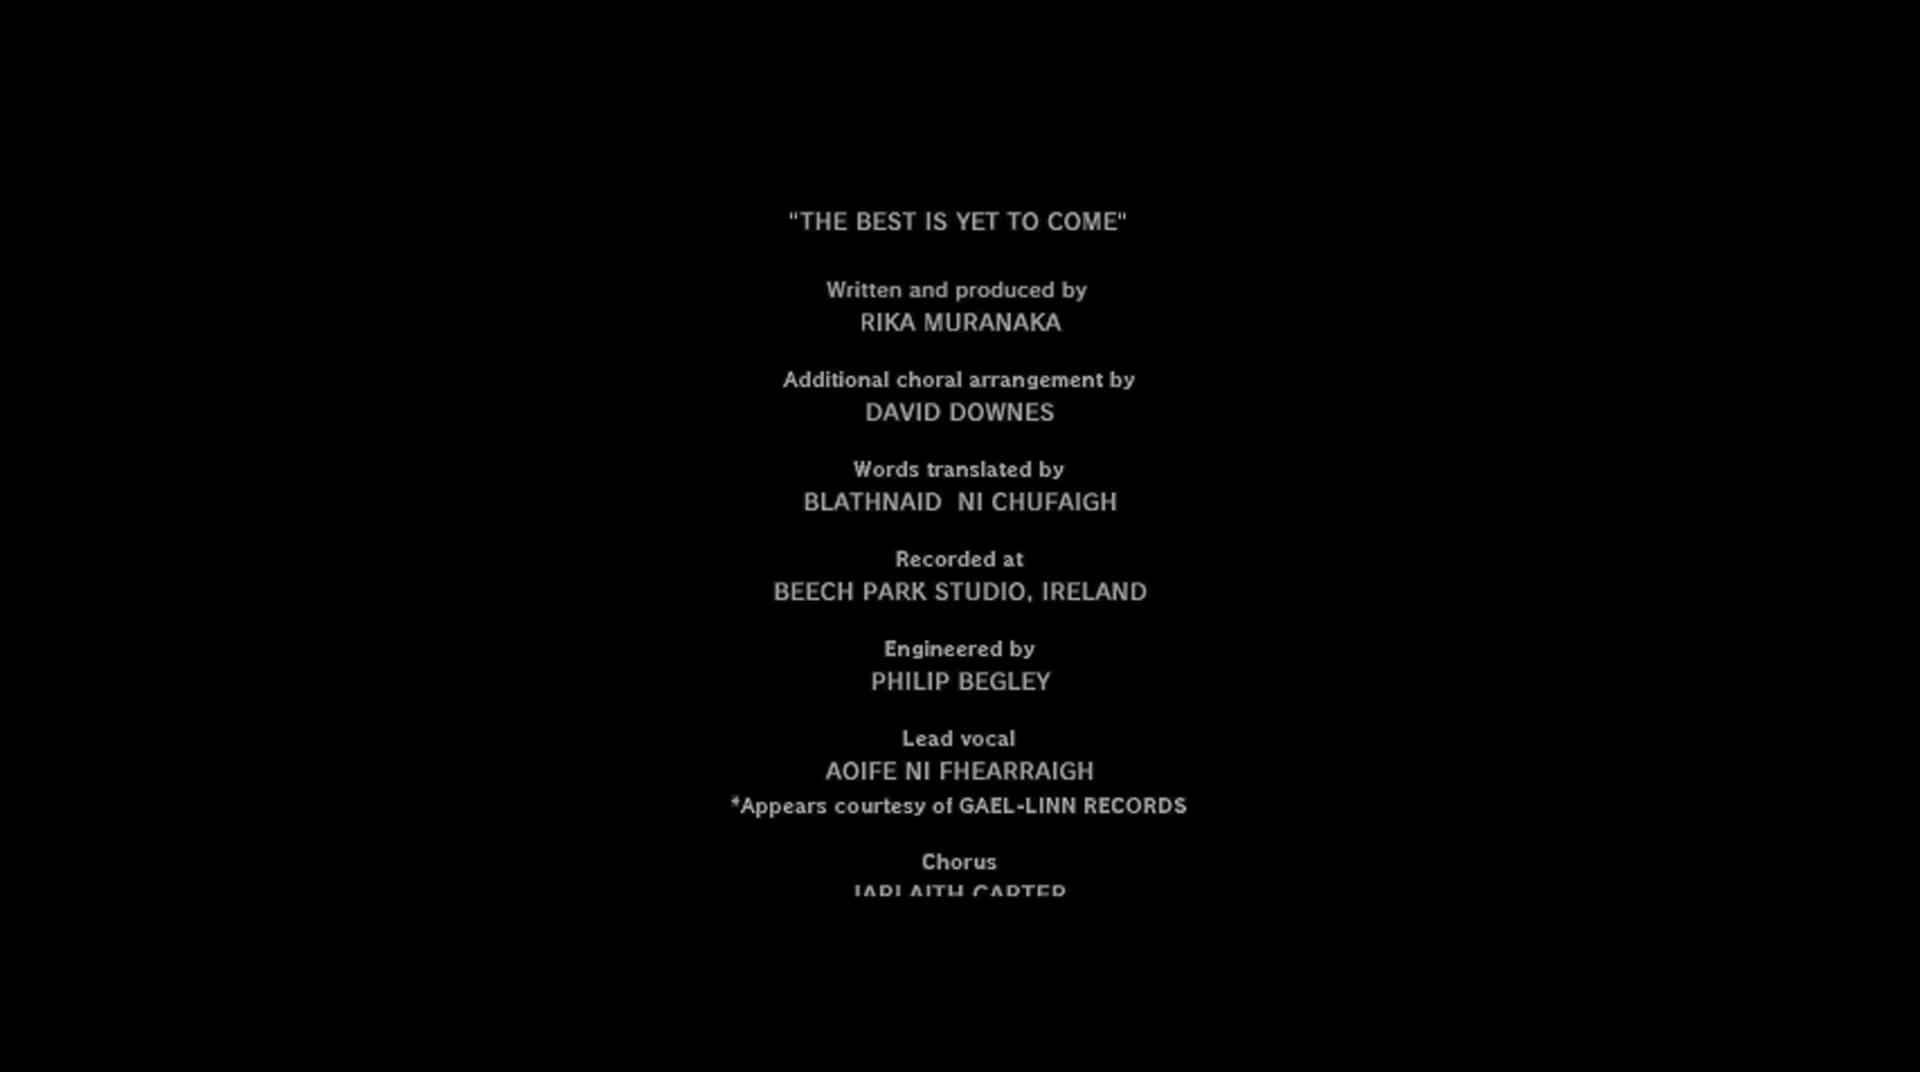 "THE BEST IS YET TO COME"
Written and produced by
RIKA MURANAKA
Additional choral arrangement by
DAVID DOWNES
Words translated by
BLATHNAID  NI CHUFAIGH
Recorded at
BEECH PARK STUDIO, IRELAND
Engineered by
PHILIP BEGLEY
Lead vocal
AOIFE NI FHEARRAIGH
*Appears courtesy of GAEL-LINN RECORDS
Chorus
IARLAITH CARTER